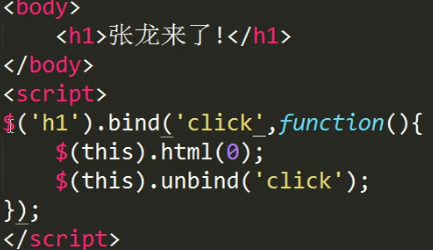 <body>
<h1>张龙来了!</h1>
</body>
<script>
$('h1').bind('click',function(){
$(this).html(0);
$(this).unbind('click');
});
</script>